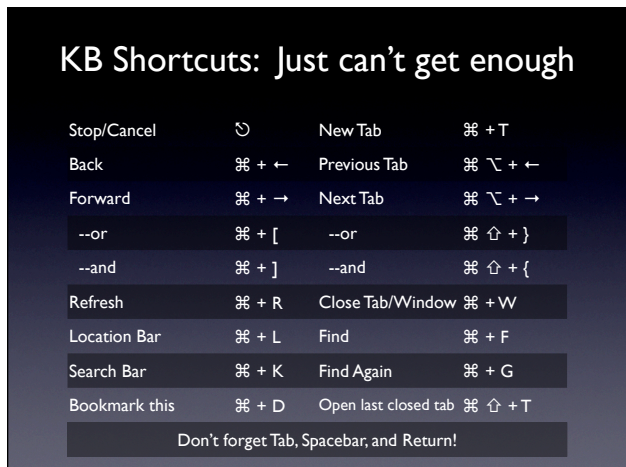 KB Shortcuts: Just can't get enough
Stop/Cancel ⎋ New Tab ⌘ + T
Back ⌘ + ← Previous Tab ⌘ ⌥ + ←
Forward ⌘ + → Next Tab ⌘ ⌥ + →
--or ⌘ + [ --or ⌘ ⇧ + }
--and ⌘ + ] --and ⌘ ⇧ + {
Refresh ⌘ + R Close Tab/Window ⌘ + W
Location Bar ⌘ + L Find ⌘ + F
Search Bar ⌘ + K Find Again ⌘ + G
Bookmark this ⌘ + D Open last closed tab ⌘ ⇧ + T
Don't forget Tab, Spacebar, and Return!